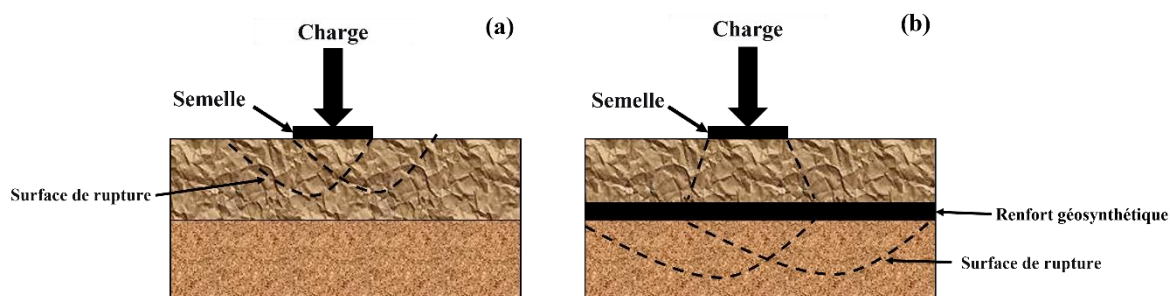 (a)
Charge
Semelle
Surface de rupture
(b)
Charge
Semelle
Renfort géosynthétique
Surface de rupture